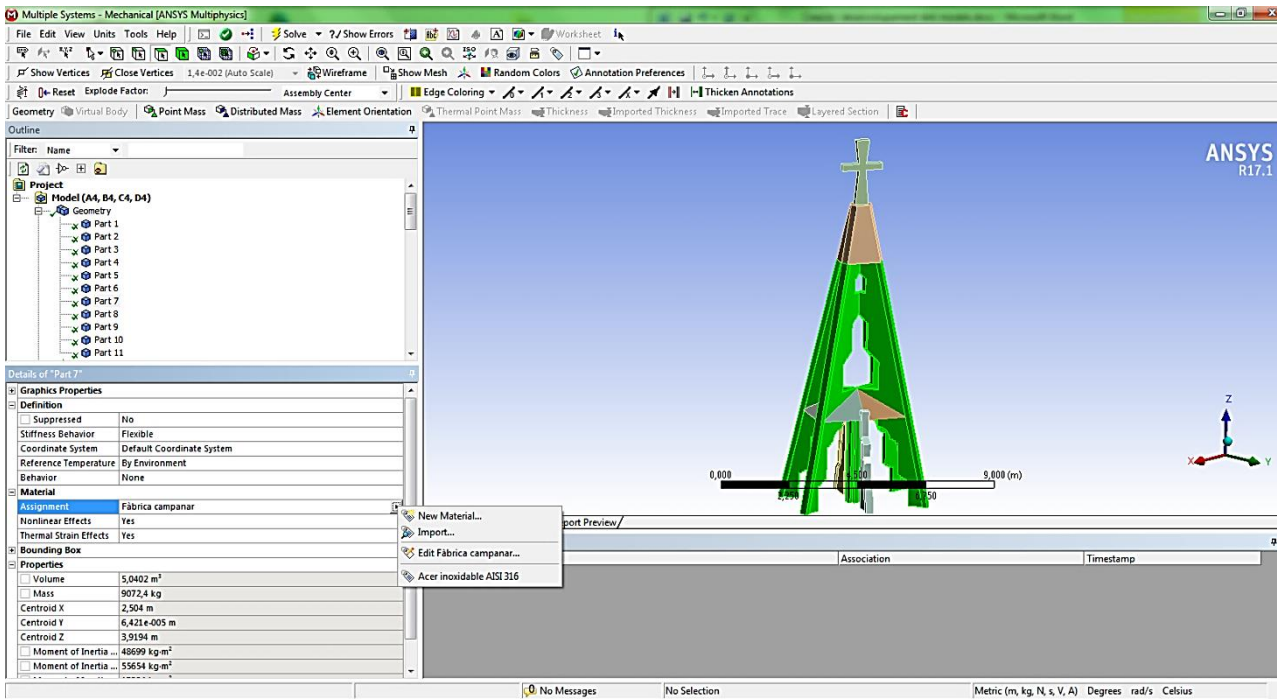 Multiple Systems - Mechanical [ANSYS Multiphysics]
File Edit View Units Tools Help Solve ?/ Show Errors Worksheet
Show Vertices Close Vertices 1,4e-002 (Auto Scale) Wireframe Show Mesh Random Colors Annotation Preferences
Reset Explode Factor: Assembly Center Edge Coloring Thicken Annotations
Geometry Virtual Body Point Mass Distributed Mass Element Orientation Thermal Point Mass Thickness Imported Thickness Imported Trace Layered Section
Outline
Filter: Name
Project
Model (A4, B4, C4, D4)
Geometry
Part 1
Part 2
Part 3
Part 4
Part 5
Part 6
Part 7
Part 8
Part 9
Part 10
Part 11
ANSYS
R17.1
Z
X
Y
0,000 4,500 9,000 (m)
2,250 6,750
Details of "Part 7"
Graphics Properties
Definition
Suppressed No
Stiffness Behavior Flexible
Coordinate System Default Coordinate System
Reference Temperature By Environment
Behavior None
Material
Assignment Fàbrica campanar
Nonlinear Effects Yes
Thermal Strain Effects Yes
Bounding Box
Properties
Volume 5,0402 m³
Mass 9072,4 kg
Centroid X 2,504 m
Centroid Y 6,421e-005 m
Centroid Z 3,9194 m
Moment of Inertia ... 48699 kg·m²
Moment of Inertia ... 55654 kg·m²
New Material...
Import...
Edit Fàbrica campanar...
Acer inoxidable AISI 316
port Preview
Association Timestamp
No Messages No Selection Metric (m, kg, N, s, V, A) Degrees rad/s Celsius